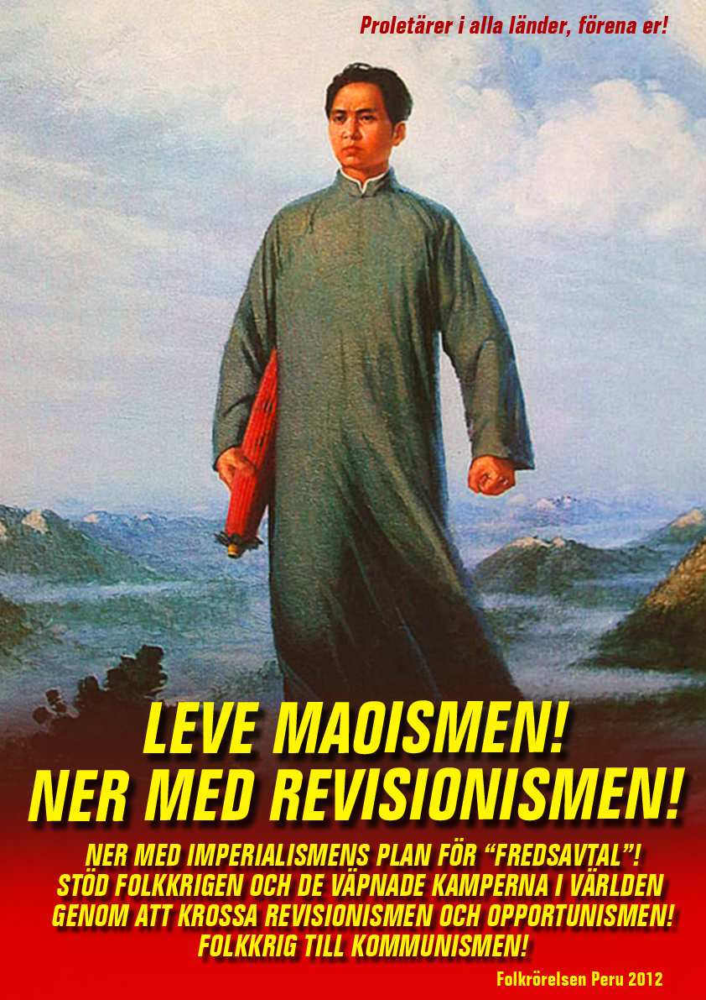 Proletärer i alla länder, förena er!
LEVE MAOISMEN!
NER MED REVISIONISMEN!
NER MED IMPERIALISMENS PLAN FÖR “FREDSAVTAL”!
STÖD FOLKKRIGEN OCH DE VÄPNADE KAMPERNA I VÄRLDEN
GENOM ATT KROSSA REVISIONISMEN OCH OPPORTUNISMEN!
FOLKKRIG TILL KOMMUNISMEN!
Folkrörelsen Peru 2012